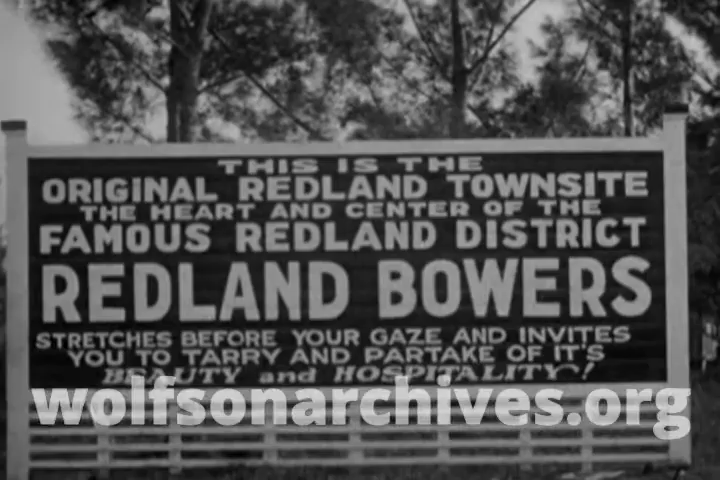 THIS IS THE
ORIGINAL REDLAND TOWNSITE
THE HEART AND CENTER OF THE
FAMOUS REDLAND DISTRICT
REDLAND BOWERS
STRETCHES BEFORE YOUR GAZE AND INVITES
YOU TO TARRY AND PARTAKE OF IT'S
BEAUTY and HOSPITALITY!
wolfsonarchives.org